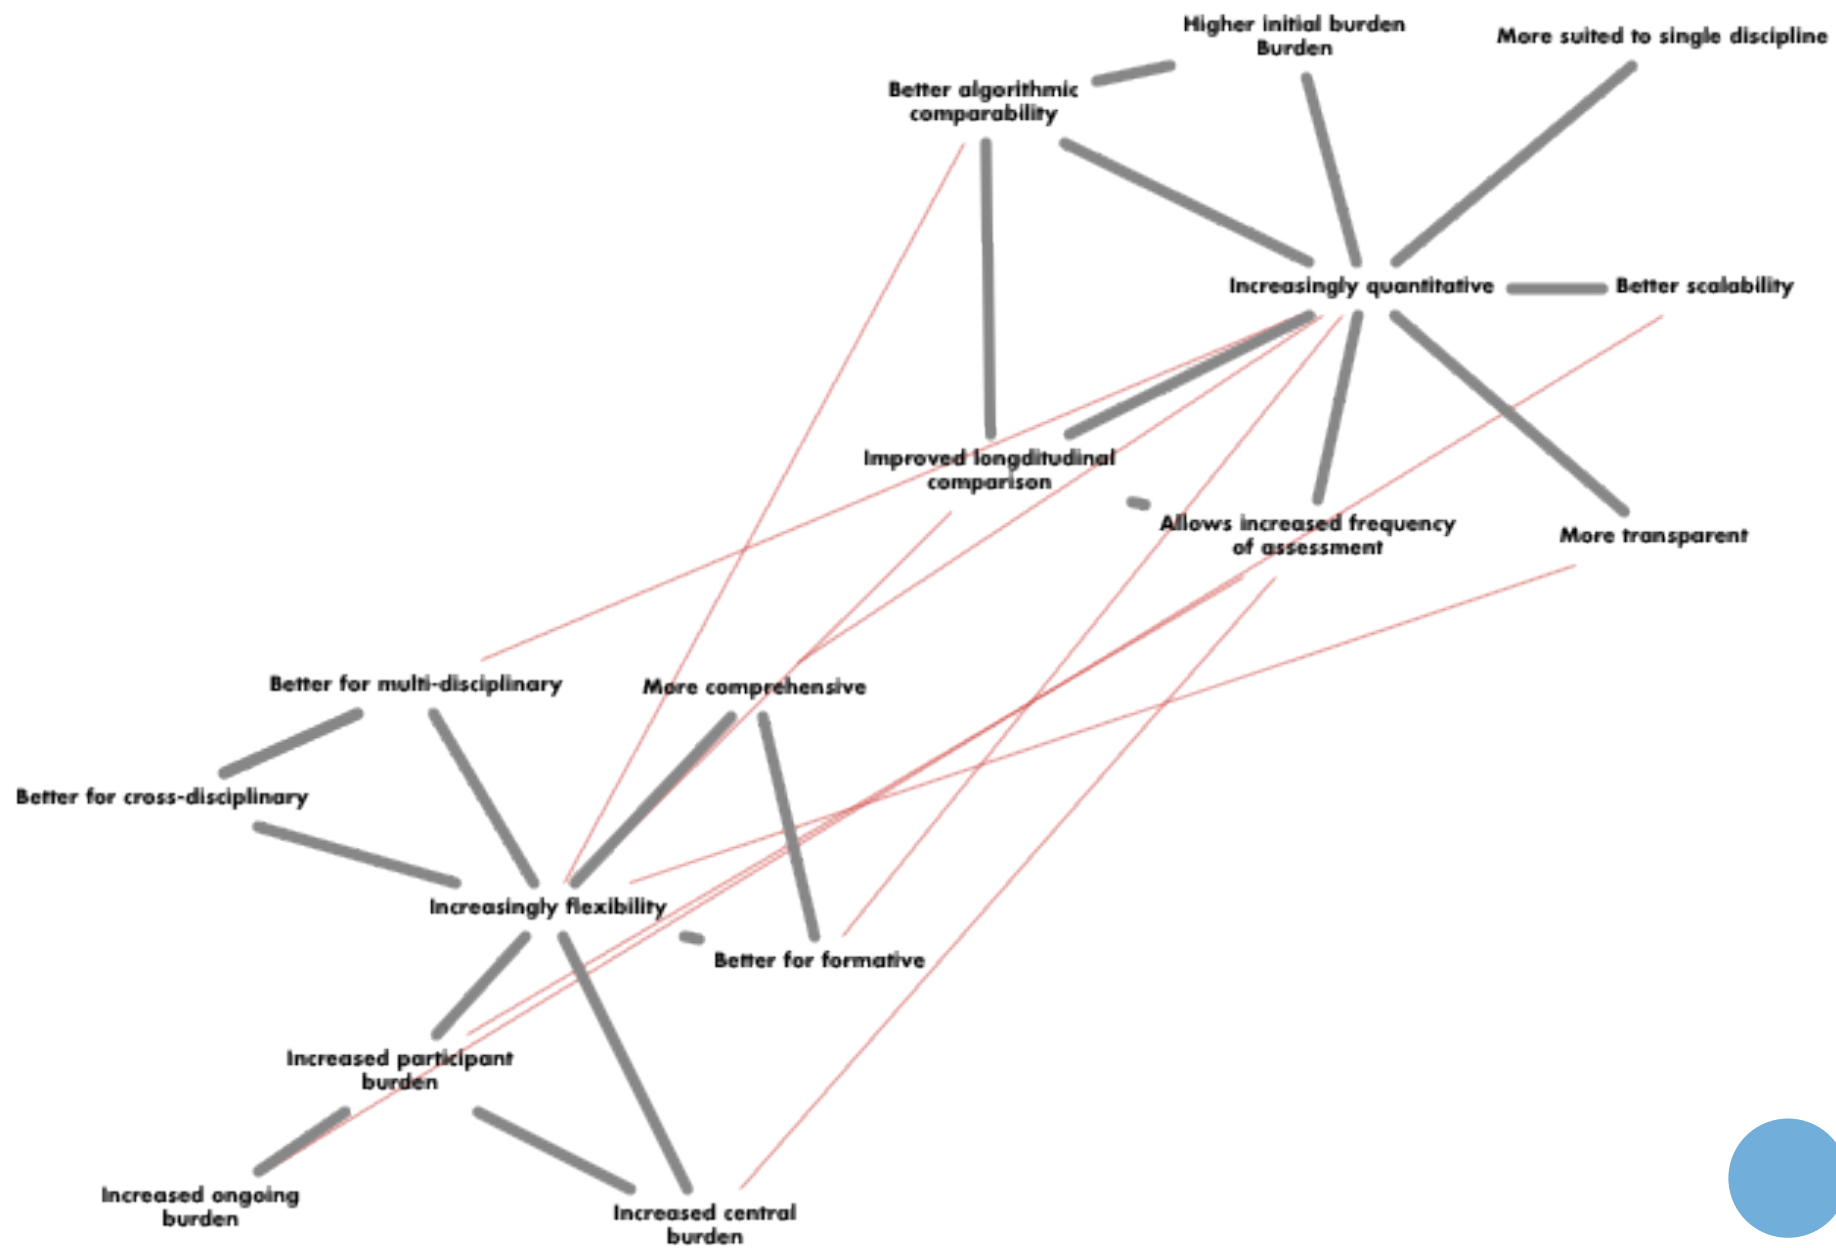 Higher initial burden
Burden
More suited to single discipline
Better algorithmic
comparability
Increasingly quantitative
Better scalability
Improved longditudinal
comparison
Allows increased frequency
of assessment
More transparent
Better for multi-disciplinary
More comprehensive
Better for cross-disciplinary
Increasingly flexibility
Better for formative
Increased participant
burden
Increased ongoing
burden
Increased central
burden